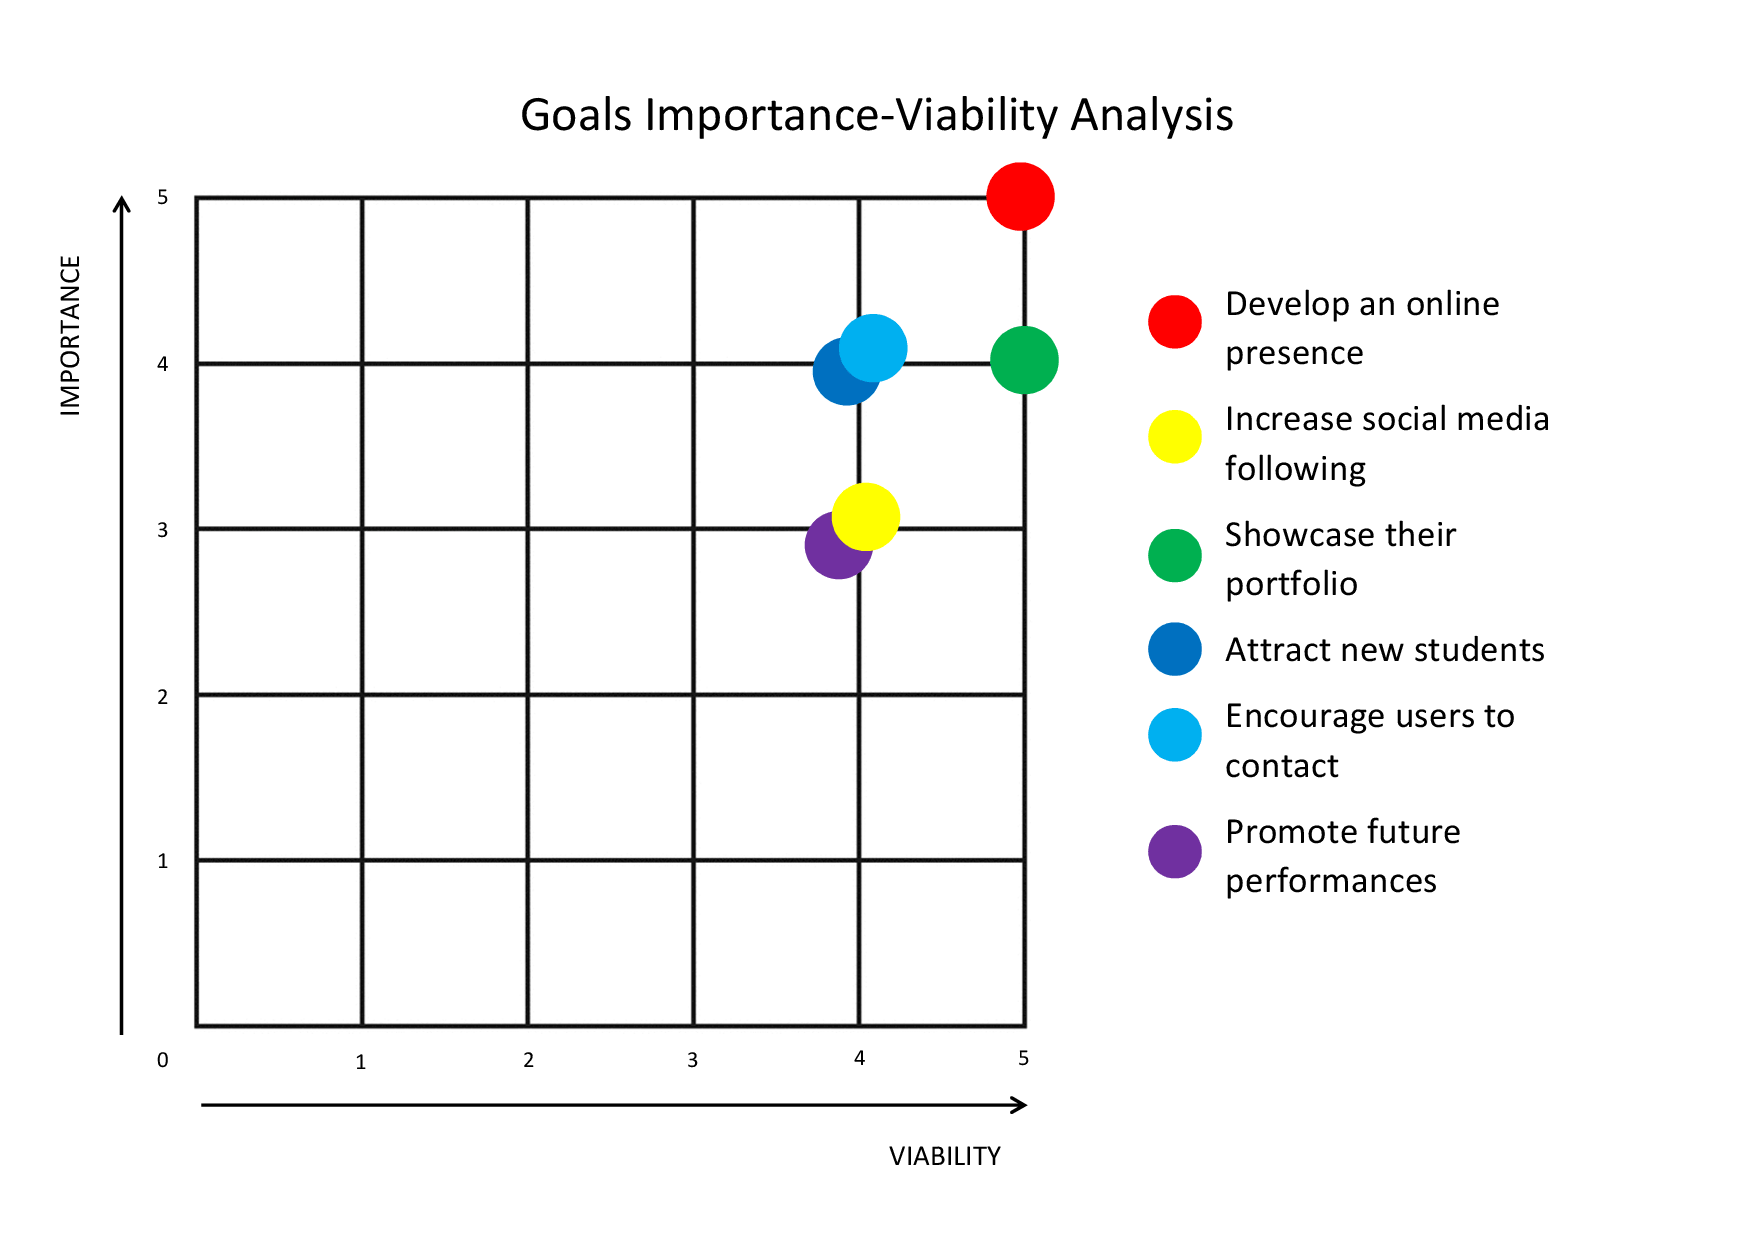 Goals Importance-Viability Analysis
IMPORTANCE
5
4
3
2
1
0
1
2
3
4
5
VIABILITY
Develop an online
presence
Increase social media
following
Showcase their
portfolio
Attract new students
Encourage users to
contact
Promote future
performances